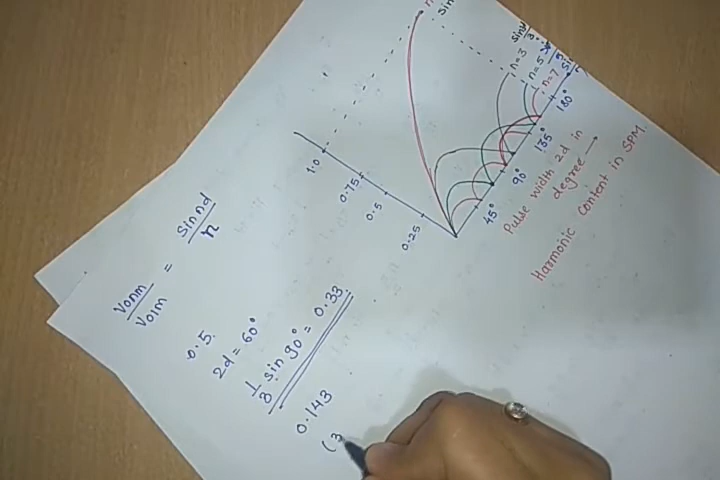 Vonm / Vo1m = sin nd / n
0.5
2d = 60°
1/3 sin 90° = 0.33
0.143
(3
1.0
0.75
0.5
0.25
45°
90°
135°
180°
n=3
n=5
n=7
Pulse width 2d in
degree →
Harmonic content in SPM